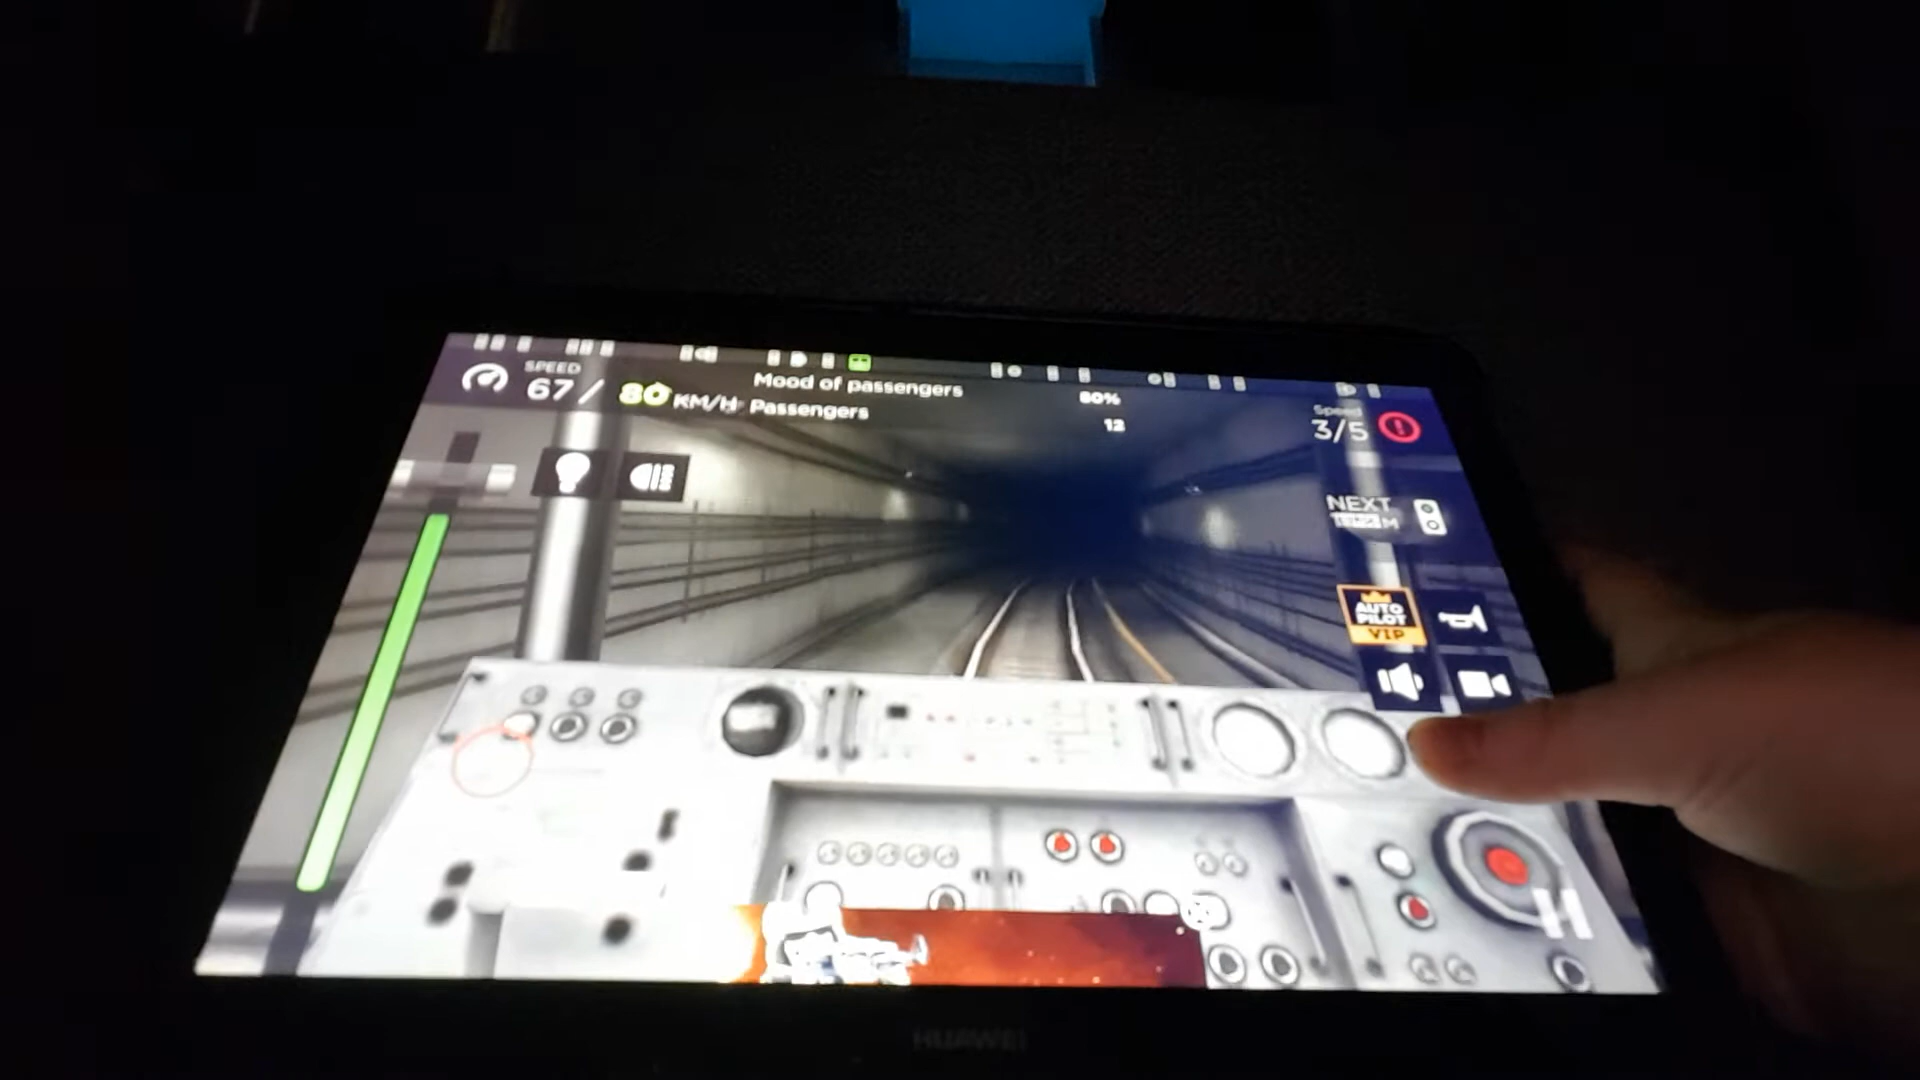 SPEED
67 / 80 KM/H
Mood of passengers 80%
Passengers 12
Speed
3/5
NEXT
M
AUTO
PILOT
VIP
HUAWEI